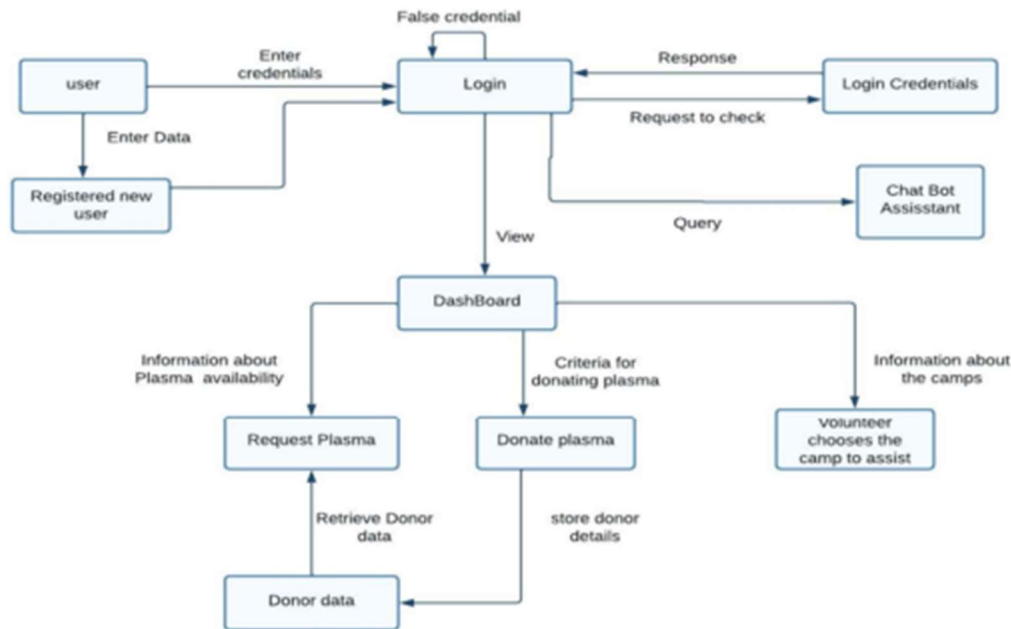 False credential
Enter
credentials
user
Login
Response
Login Credentials
Request to check
Enter Data
Registered new
user
Chat Bot
Assisstant
Query
View
DashBoard
Information about
Plasma availability
Criteria for
donating plasma
Information about
the camps
Request Plasma
Donate plasma
Volunteer
chooses the
camp to assist
Retrieve Donor
data
store donor
details
Donor data